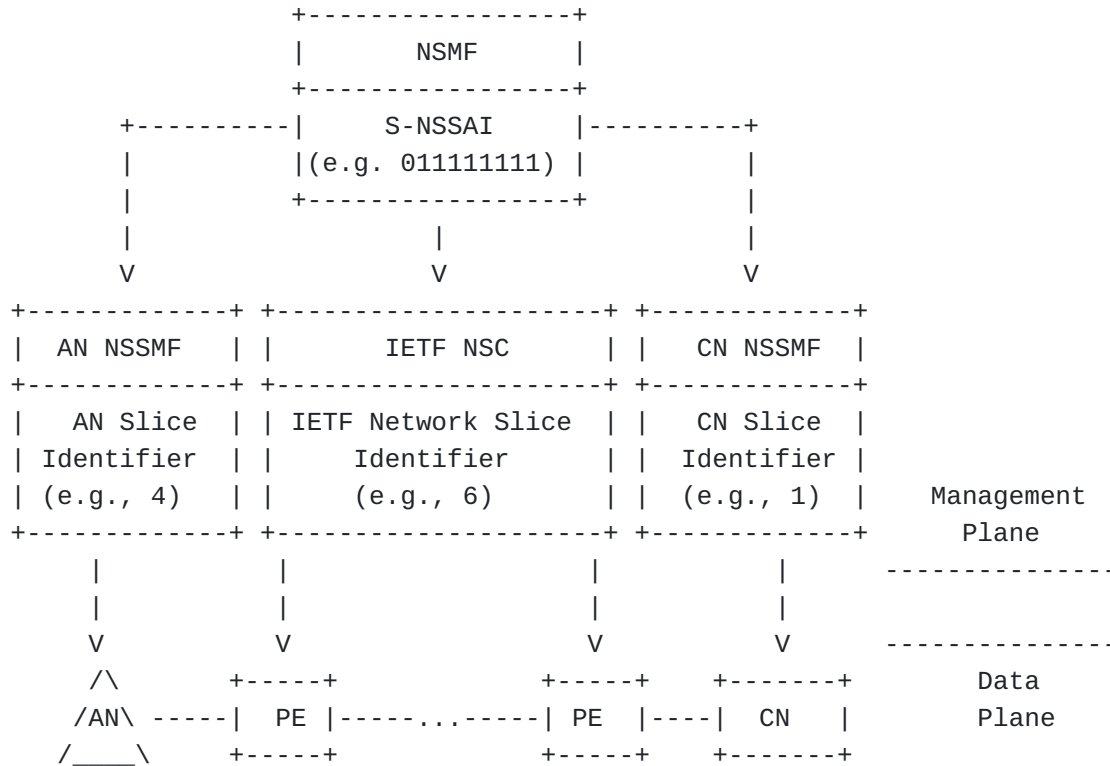 +-----------------+
|      NSMF       |
+-----------------+
+----------|     S-NSSAI     |----------+
|          |(e.g. 011111111) |          |
|          +-----------------+          |
|                   |                   |
V                   V                   V
+-------------+ +---------------------+ +-------------+
|  AN NSSMF   | |      IETF NSC       | |  CN NSSMF   |
+-------------+ +---------------------+ +-------------+
|   AN Slice  | | IETF Network Slice  | |   CN Slice  |
| Identifier  | |     Identifier      | |  Identifier |
| (e.g., 4)   | |     (e.g., 6)       | |  (e.g., 1)  |    Management
+-------------+ +---------------------+ +-------------+      Plane
|           |                   |           |      ---------------
|           |                   |           |
V           V                   V           V      ---------------
/\       +-----+             +-----+    +-------+        Data
/AN\ -----|  PE |-----...-----| PE  |----|  CN   |        Plane
/____\     +-----+             +-----+    +-------+